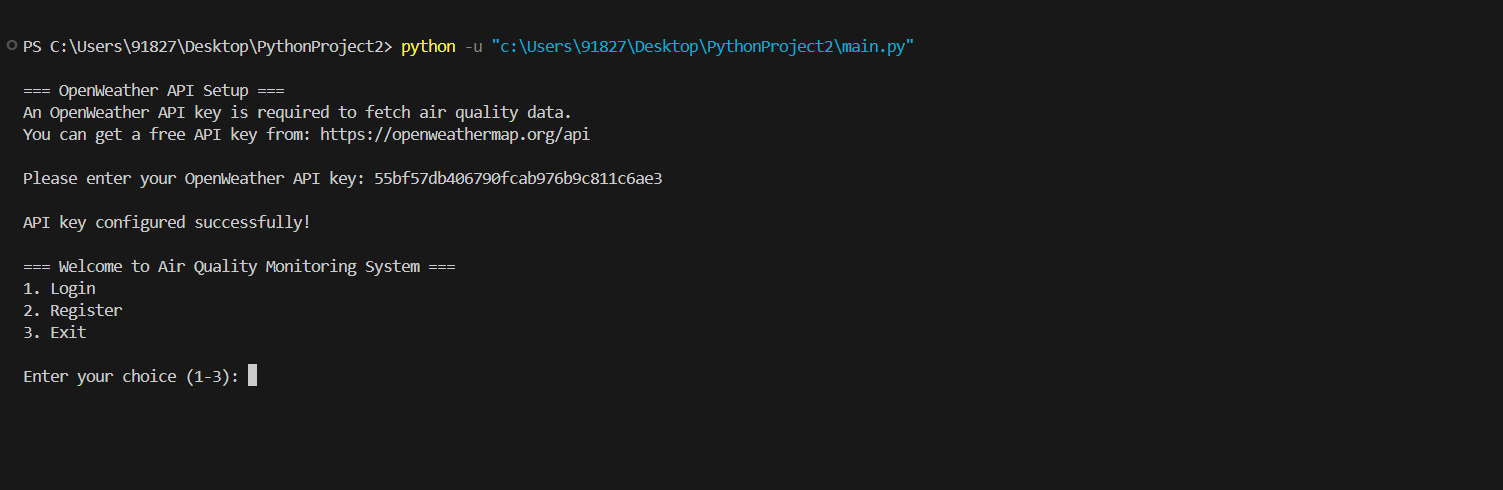 PS C:\Users\91827\Desktop\PythonProject2> python -u "c:\Users\91827\Desktop\PythonProject2\main.py"
=== OpenWeather API Setup ===
An OpenWeather API key is required to fetch air quality data.
You can get a free API key from: https://openweathermap.org/api
Please enter your OpenWeather API key: 55bf57db406790fcab976b9c811c6ae3
API key configured successfully!
=== Welcome to Air Quality Monitoring System ===
1. Login
2. Register
3. Exit
Enter your choice (1-3):